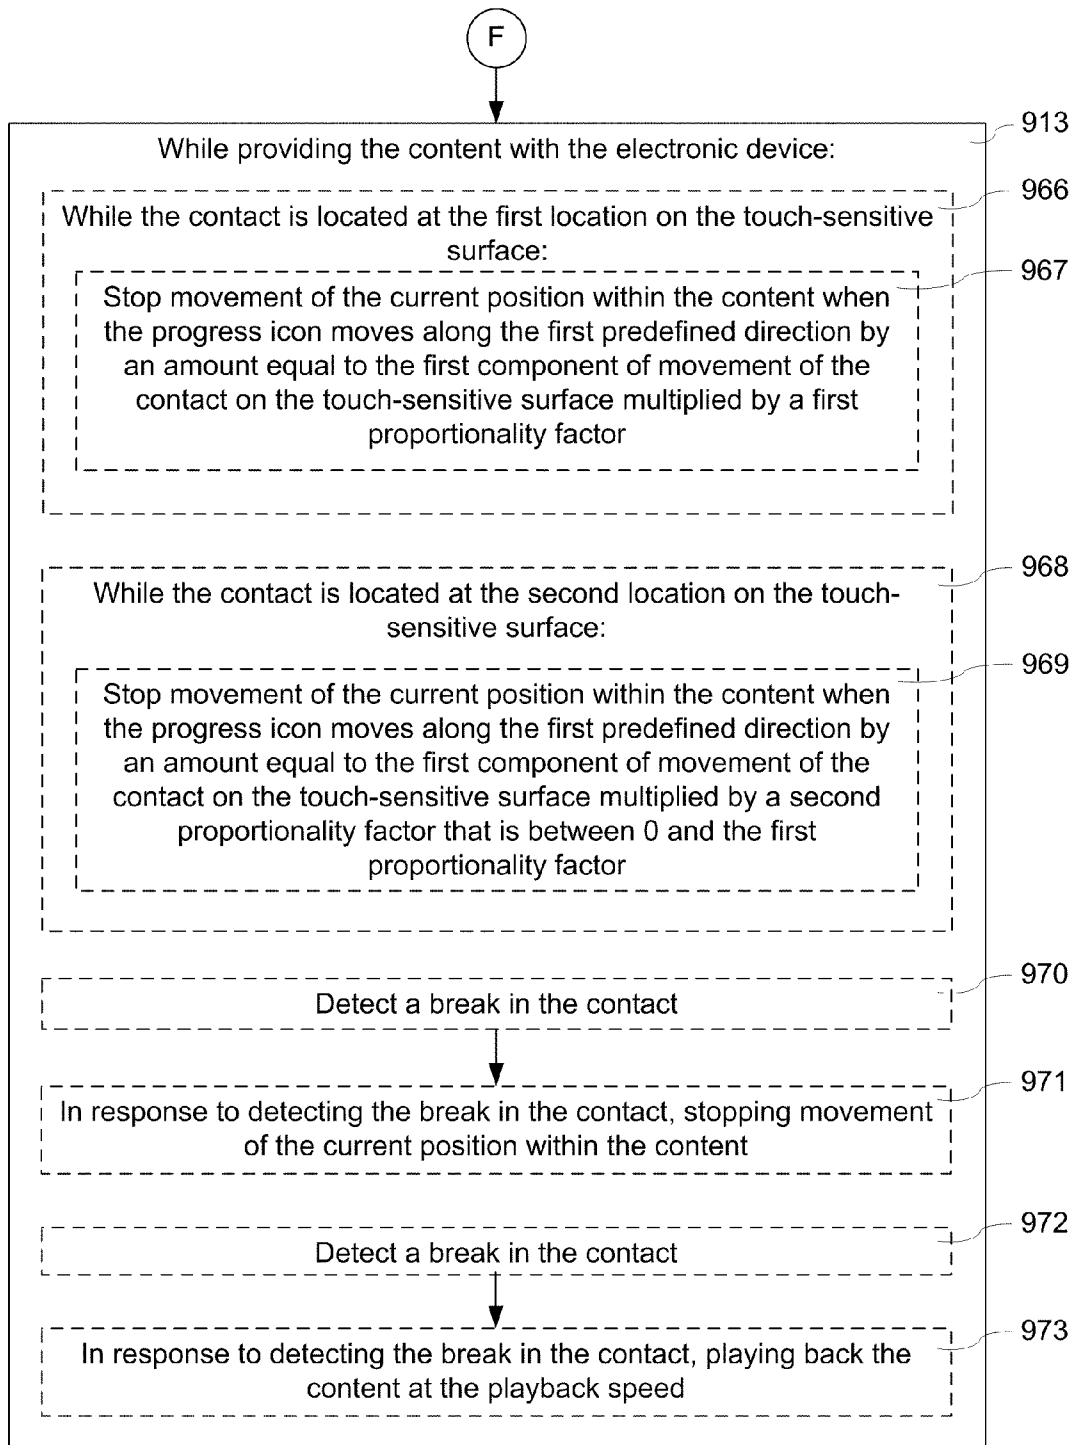 F
913
While providing the content with the electronic device:
966
While the contact is located at the first location on the touch-sensitive
surface:
967
Stop movement of the current position within the content when
the progress icon moves along the first predefined direction by
an amount equal to the first component of movement of the
contact on the touch-sensitive surface multiplied by a first
proportionality factor
968
While the contact is located at the second location on the touch-
sensitive surface:
969
Stop movement of the current position within the content when
the progress icon moves along the first predefined direction by
an amount equal to the first component of movement of the
contact on the touch-sensitive surface multiplied by a second
proportionality factor that is between 0 and the first
proportionality factor
970
Detect a break in the contact
971
In response to detecting the break in the contact, stopping movement
of the current position within the content
972
Detect a break in the contact
973
In response to detecting the break in the contact, playing back the
content at the playback speed